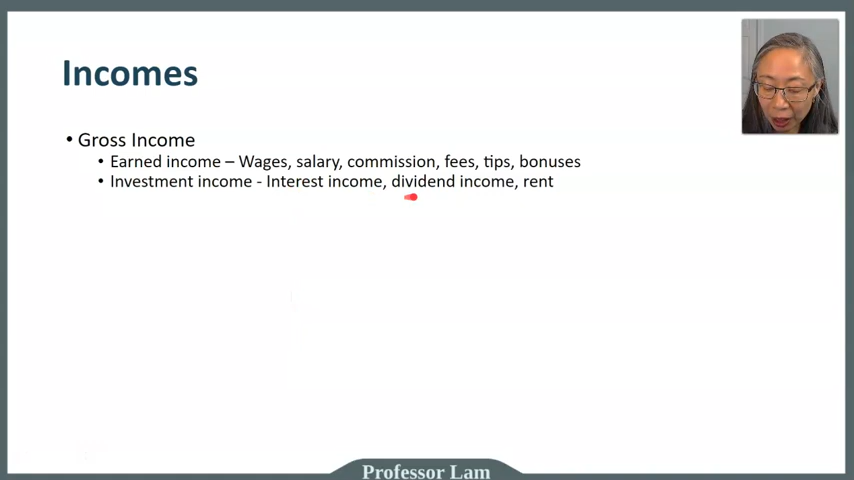 Incomes
• Gross Income
• Earned income – Wages, salary, commission, fees, tips, bonuses
• Investment income - Interest income, dividend income, rent
Professor Lam